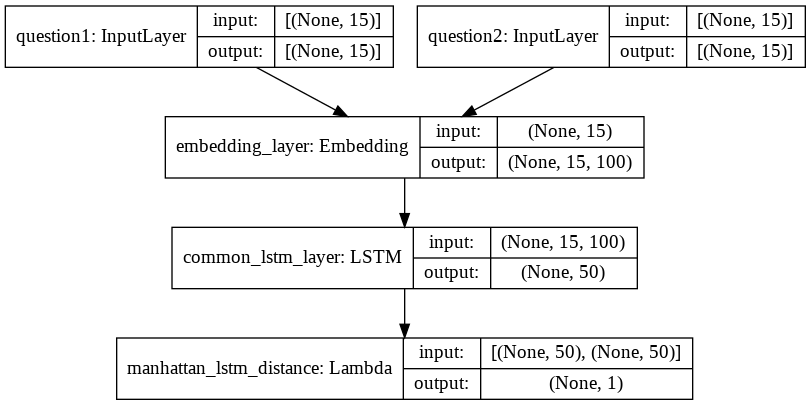 question1: InputLayer
input: [(None, 15)]
output: [(None, 15)]
question2: InputLayer
input: [(None, 15)]
output: [(None, 15)]
embedding_layer: Embedding
input: (None, 15)
output: (None, 15, 100)
common_lstm_layer: LSTM
input: (None, 15, 100)
output: (None, 50)
manhattan_lstm_distance: Lambda
input: [(None, 50), (None, 50)]
output: (None, 1)